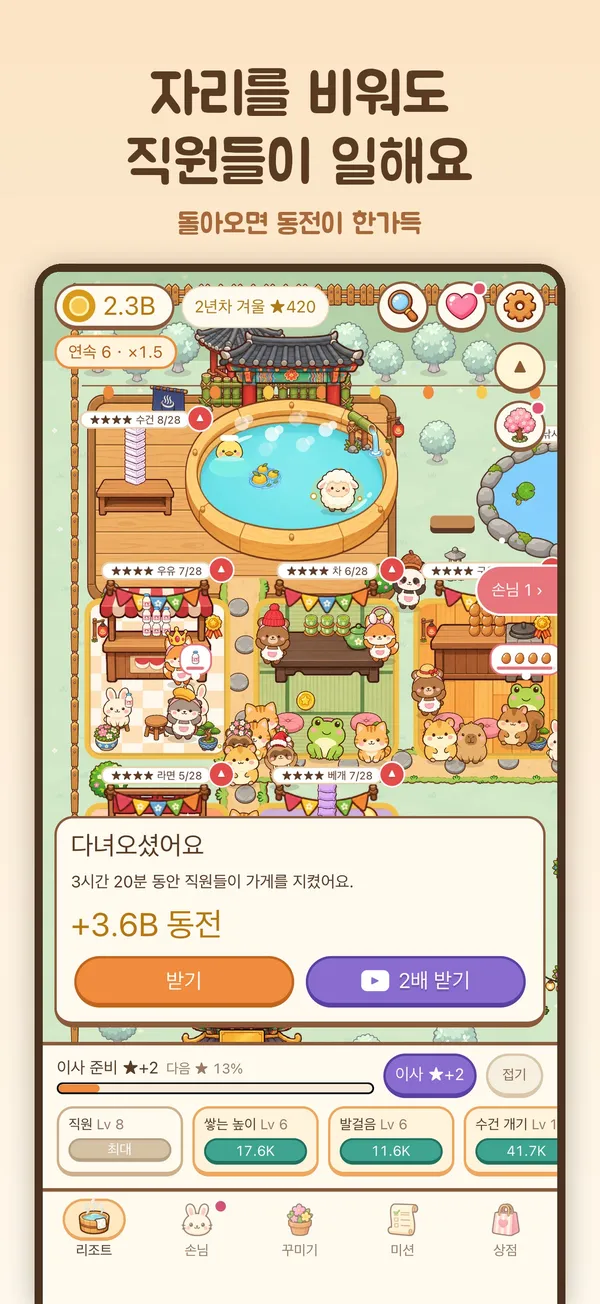 자리를 비워도
직원들이 일해요
돌아오면 동전이 한가득
2.3B
2년차 겨울 ★420
연속 6 · ×1.5
▲
★★★★ 수건 8/28
★★★★ 우유 7/28
★★★★ 차 6/28
★★★★
손님 1 ›
★★★★ 라면 5/28
★★★★ 베개 7/28
다녀오셨어요
3시간 20분 동안 직원들이 가게를 지켰어요.
+3.6B 동전
받기
2배 받기
이사 준비 ★+2 다음 ★ 13%
이사 ★+2
접기
직원 Lv 8
최대
쌓는 높이 Lv 6
17.6K
발걸음 Lv 6
11.6K
수건 개기 Lv 1
41.7K
리조트
손님
꾸미기
미션
상점